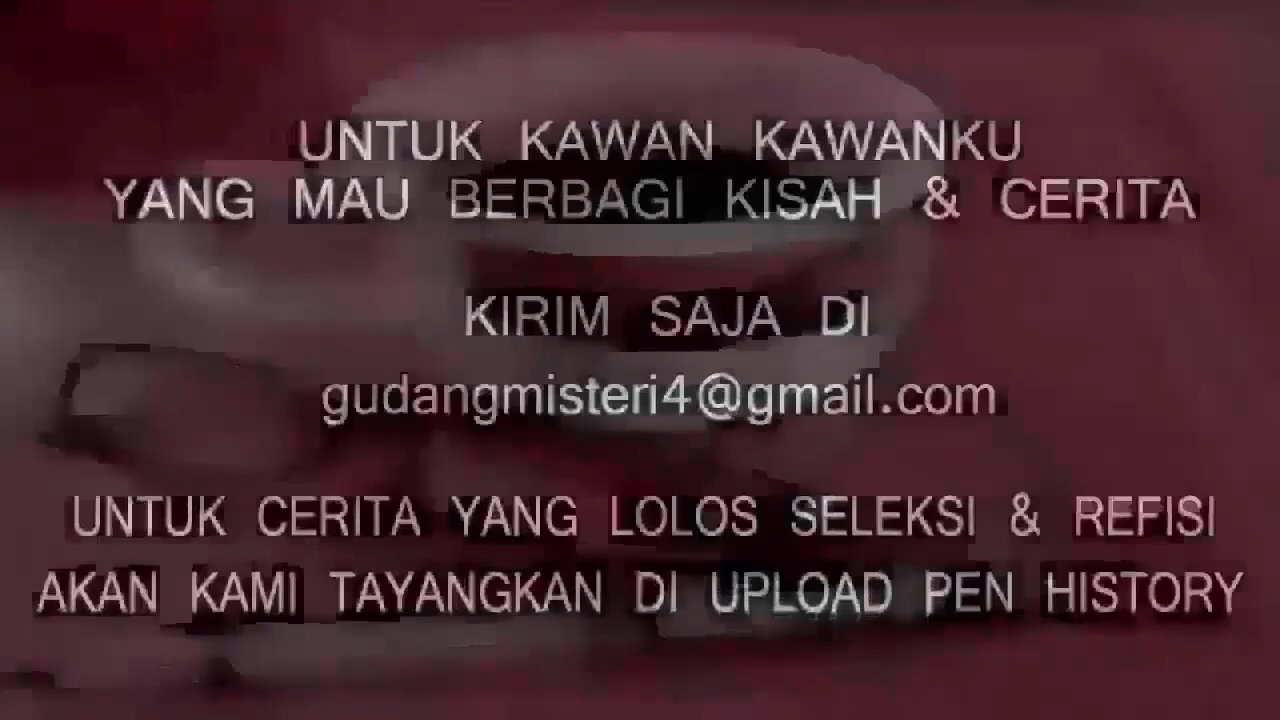 UNTUK KAWAN KAWANKU
YANG MAU BERBAGI KISAH & CERITA
KIRIM SAJA DI
gudangmisteri4@gmail.com
UNTUK CERITA YANG LOLOS SELEKSI & REFISI
AKAN KAMI TAYANGKAN DI UPLOAD PEN HISTORY